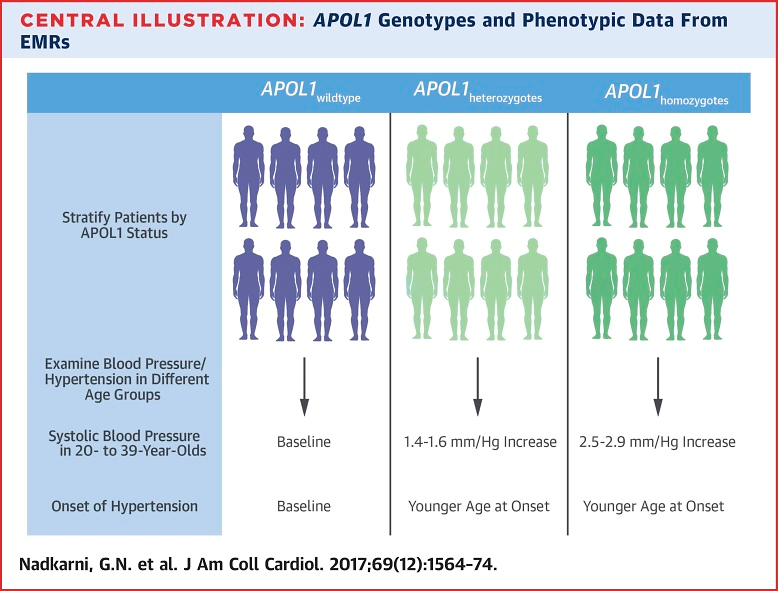 CENTRAL ILLUSTRATION: APOL1 Genotypes and Phenotypic Data From
EMRs
APOL1wildtype
APOL1heterozygotes
APOL1homozygotes
Stratify Patients by
APOL1 Status
Examine Blood Pressure/
Hypertension in Different
Age Groups
Systolic Blood Pressure
in 20- to 39-Year-Olds
Baseline
1.4-1.6 mm/Hg Increase
2.5-2.9 mm/Hg Increase
Onset of Hypertension
Baseline
Younger Age at Onset
Younger Age at Onset
Nadkarni, G.N. et al. J Am Coll Cardiol. 2017;69(12):1564–74.